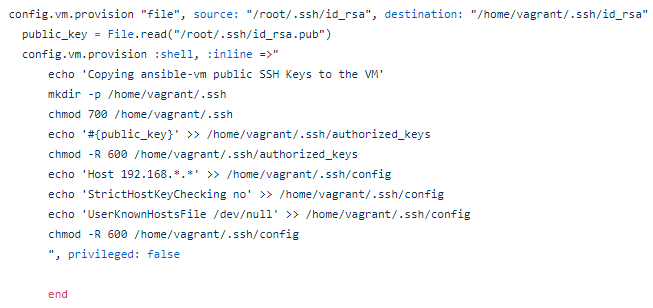 config.vm.provision "file", source: "/root/.ssh/id_rsa", destination: "/home/vagrant/.ssh/id_rsa"
public_key = File.read("/root/.ssh/id_rsa.pub")
config.vm.provision :shell, :inline =>"
echo 'Copying ansible-vm public SSH Keys to the VM'
mkdir -p /home/vagrant/.ssh
chmod 700 /home/vagrant/.ssh
echo '#{public_key}' >> /home/vagrant/.ssh/authorized_keys
chmod -R 600 /home/vagrant/.ssh/authorized_keys
echo 'Host 192.168.*.*' >> /home/vagrant/.ssh/config
echo 'StrictHostKeyChecking no' >> /home/vagrant/.ssh/config
echo 'UserKnownHostsFile /dev/null' >> /home/vagrant/.ssh/config
chmod -R 600 /home/vagrant/.ssh/config
", privileged: false
end